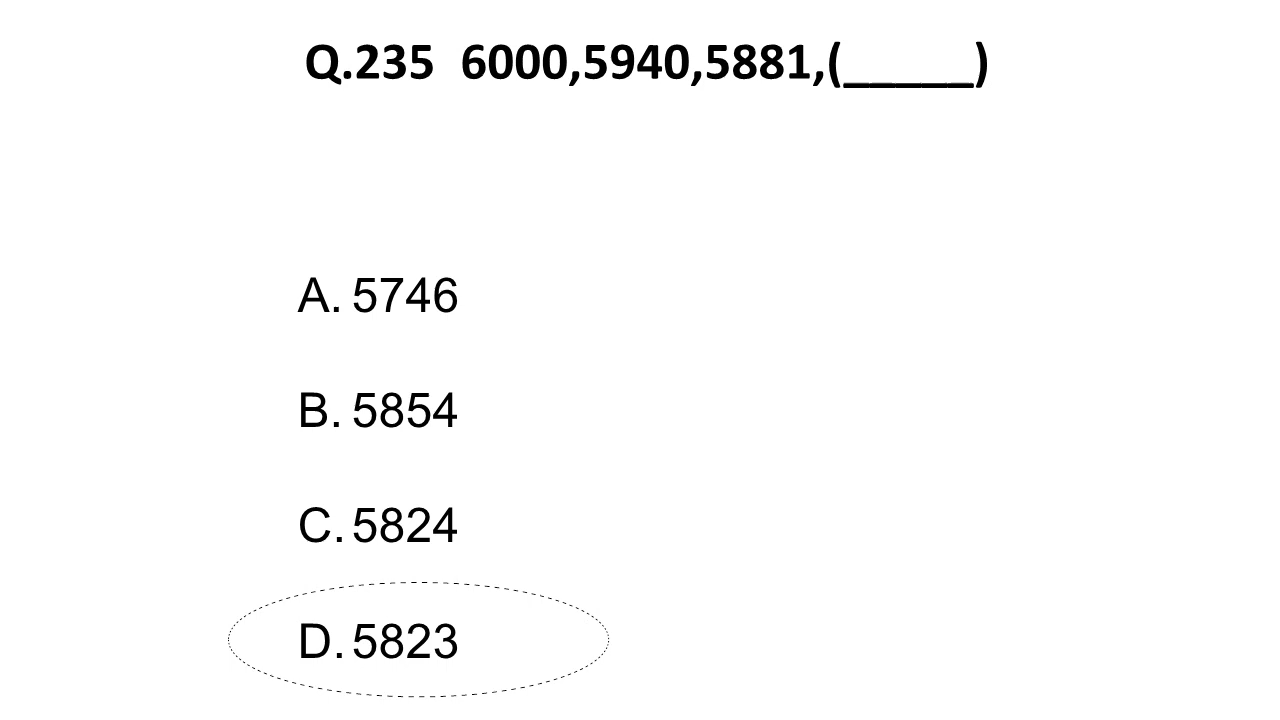 Q.235 6000,5940,5881,(_____)
A. 5746
B. 5854
C. 5824
D. 5823